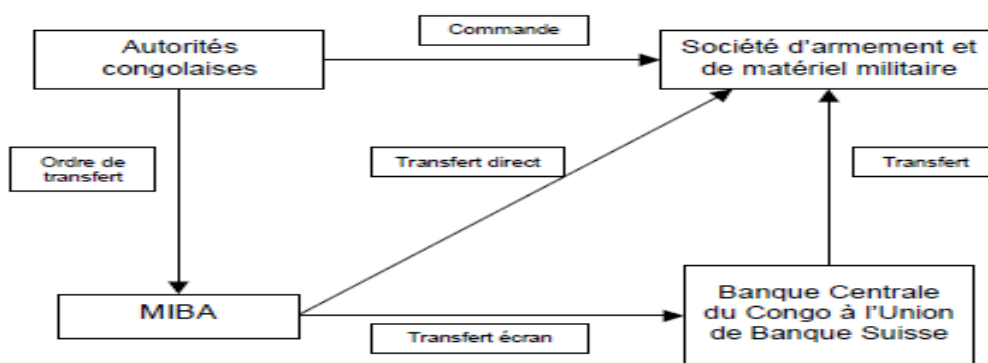 Commande
Autorités
congolaises
Société d'armement et
de matériel militaire
Ordre de
transfert
Transfert direct
Transfert
MIBA
Banque Centrale
du Congo à l'Union
de Banque Suisse
Transfert écran